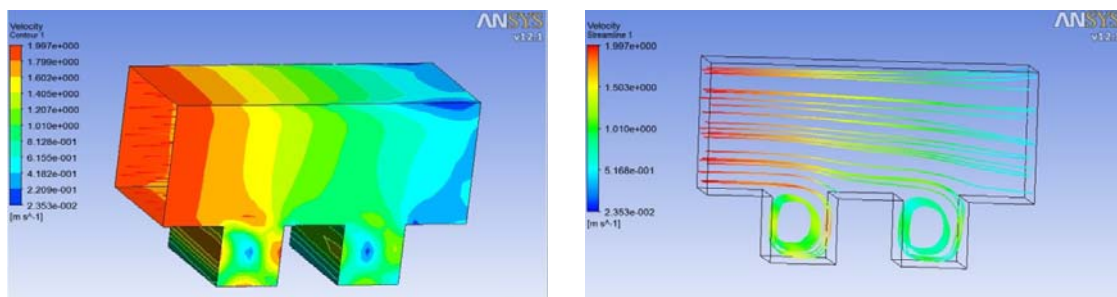 ANSYS
v12.1
Velocity
Contour 1
1.997e+000
1.799e+000
1.602e+000
1.405e+000
1.207e+000
1.010e+000
8.128e-001
6.155e-001
4.182e-001
2.209e-001
2.353e-002
[m s^-1]
ANSYS
v12.1
Velocity
Streamline 1
1.997e+000
1.503e+000
1.010e+000
5.168e-001
2.353e-002
[m s^-1]